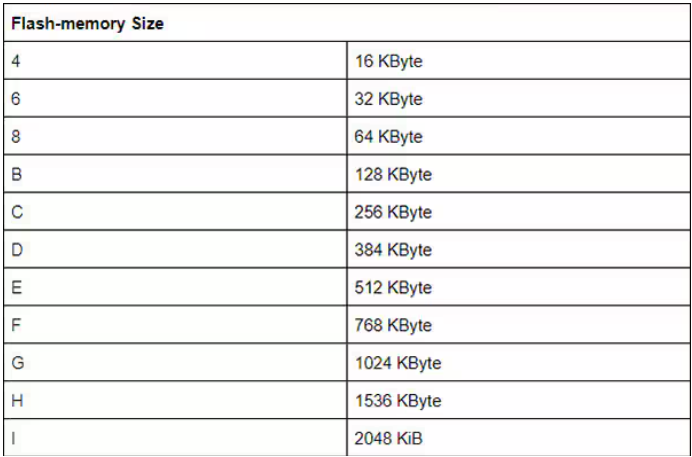 Flash-memory Size
4 16 KByte
6 32 KByte
8 64 KByte
B 128 KByte
C 256 KByte
D 384 KByte
E 512 KByte
F 768 KByte
G 1024 KByte
H 1536 KByte
I 2048 KiB